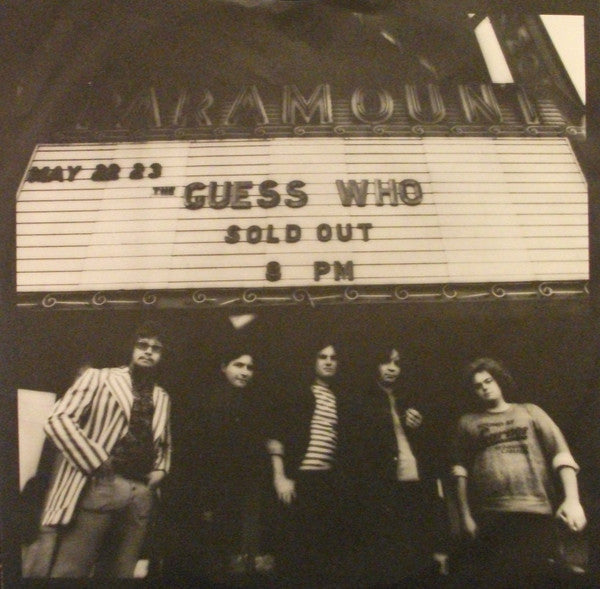 PARAMOUNT
MAY 22 23
THE GUESS WHO
SOLD OUT
8 PM